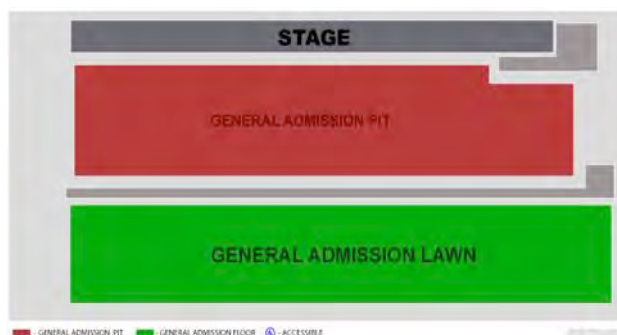 STAGE
GENERAL ADMISSION PIT
GENERAL ADMISSION LAWN
- GENERAL ADMISSION PIT - GENERAL ADMISSION FLOOR - ACCESSIBLE